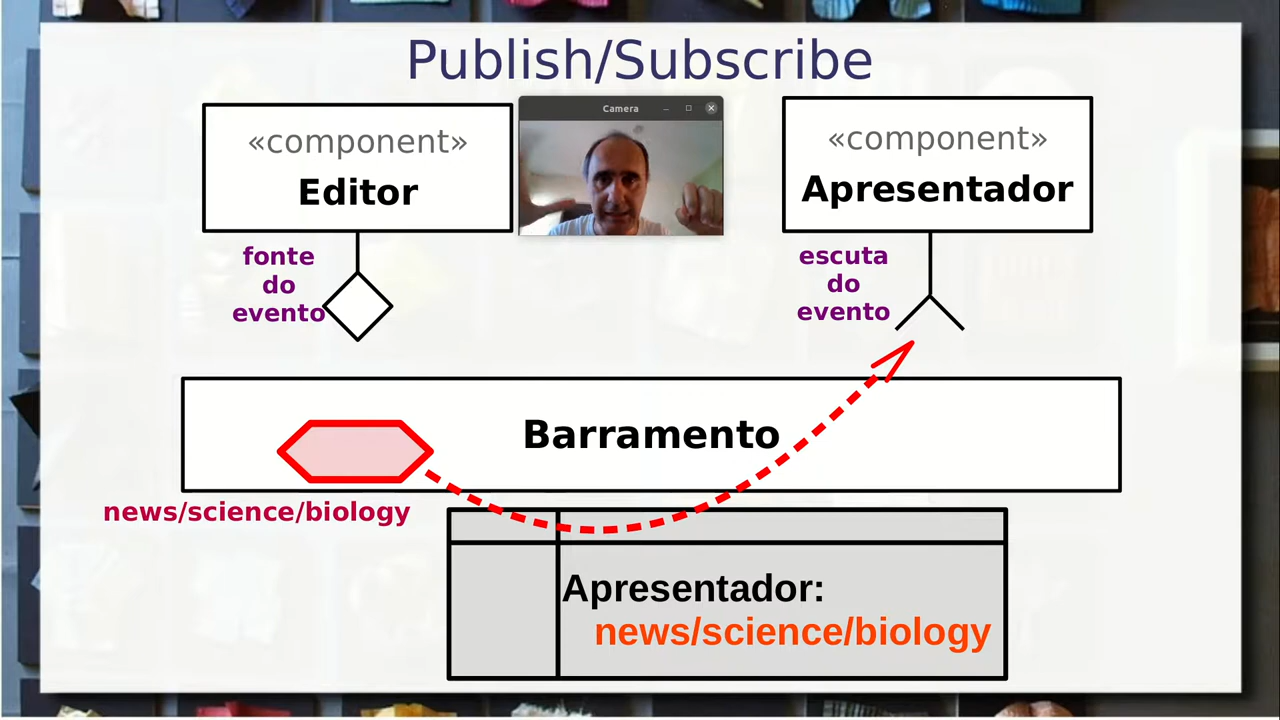 Publish/Subscribe
«component»
Editor
Camera
«component»
Apresentador
fonte
do
evento
escuta
do
evento
Barramento
news/science/biology
Apresentador:
news/science/biology